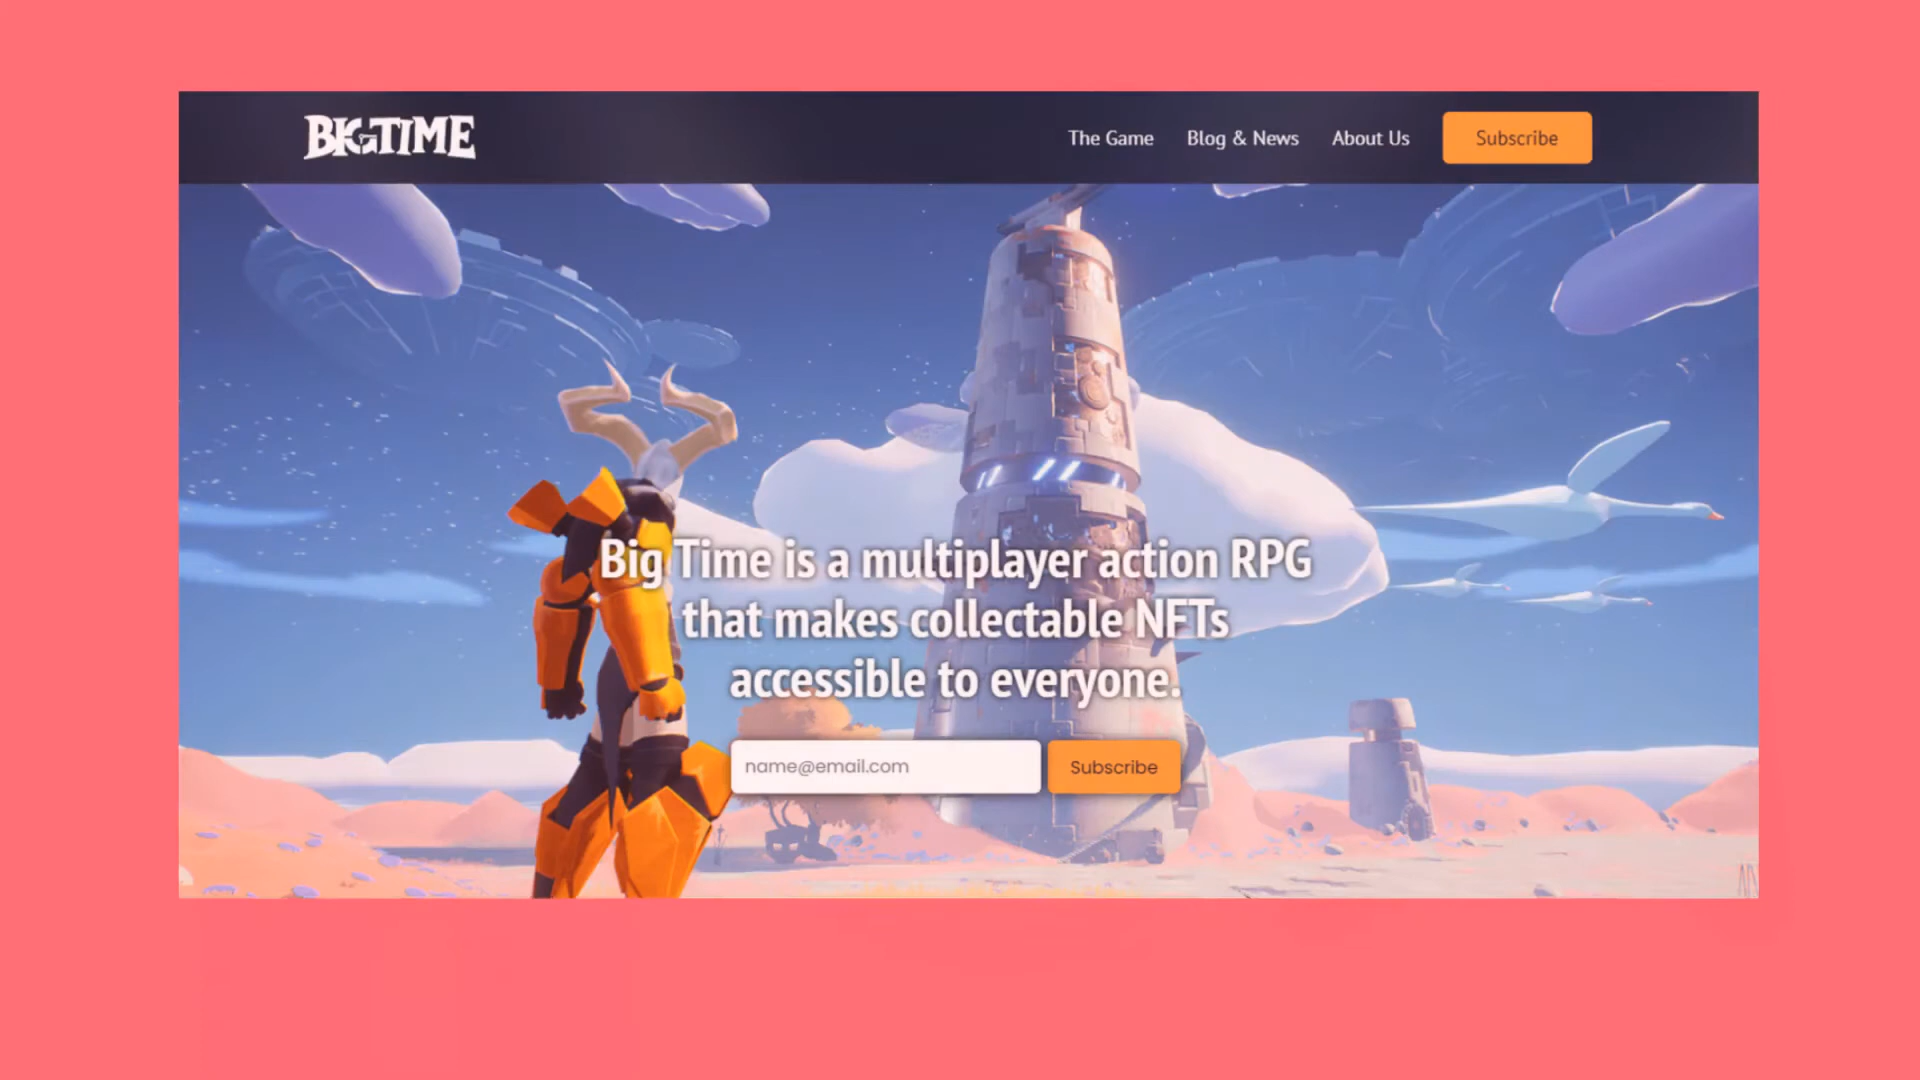 BIGTIME
The Game
Blog & News
About Us
Subscribe
Big Time is a multiplayer action RPG
that makes collectable NFTs
accessible to everyone.
name@email.com
Subscribe